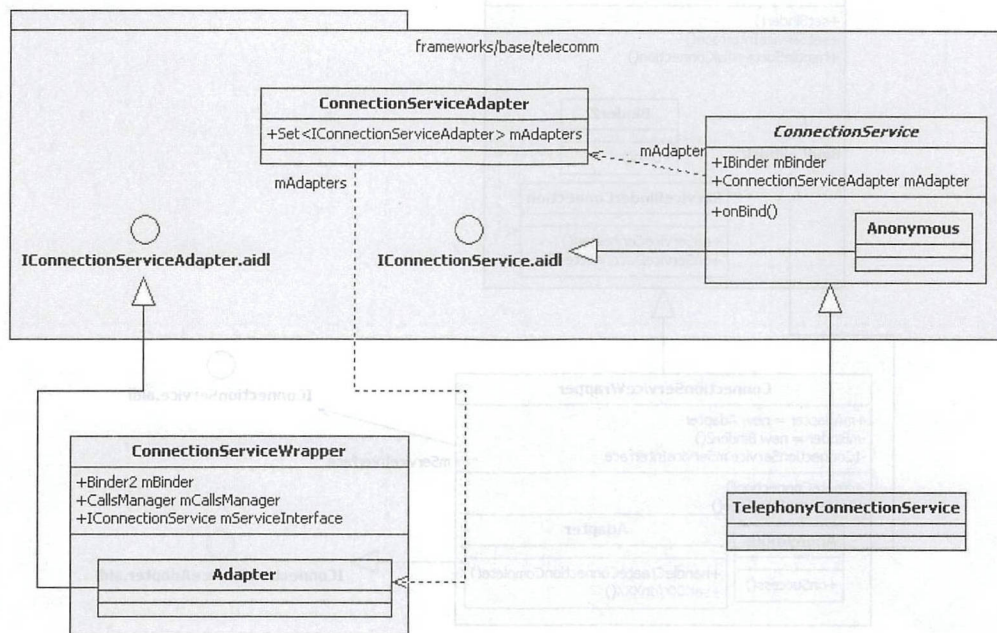 frameworks/base/telecomm
ConnectionServiceAdapter
+Set<IConnectionServiceAdapter> mAdapters
mAdapters
mAdapter
ConnectionService
+IBinder mBinder
+ConnectionServiceAdapter mAdapter
+onBind()
Anonymous
IConnectionServiceAdapter.aidl
IConnectionService.aidl
ConnectionServiceWrapper
+Binder2 mBinder
+CallsManager mCallsManager
+IConnectionService mServiceInterface
Adapter
TelephonyConnectionService